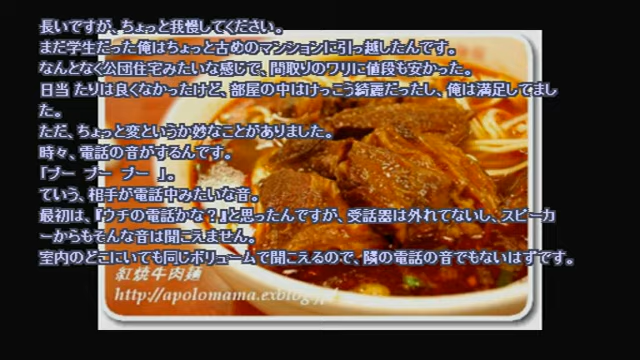 長いですが、ちょっと我慢してください。
まだ学生だった俺はちょっと古めのマンションに引っ越したんです。
なんとなく公団住宅みたいな感じで、間取りのワリに値段も安かった。
日当 たりは良くなかったけど、部屋の中はけっこう綺麗だったし、俺は満足してまし
た。
ただ、ちょっと変というか妙なことがありました。
時々、電話の音がするんです。
「プー プー プー 」。
ていう、相手が電話中みたいな音。
最初は、『ウチの電話かな？』と思ったんですが、受話器は外れてないし、スピーカ
ーからもそんな音は聞こえません。
室内のどこにいても同じボリュームで聞こえるので、隣の電話の音でもないはずです。
紅燒牛肉麵
http://apolomama.exblog.jp/